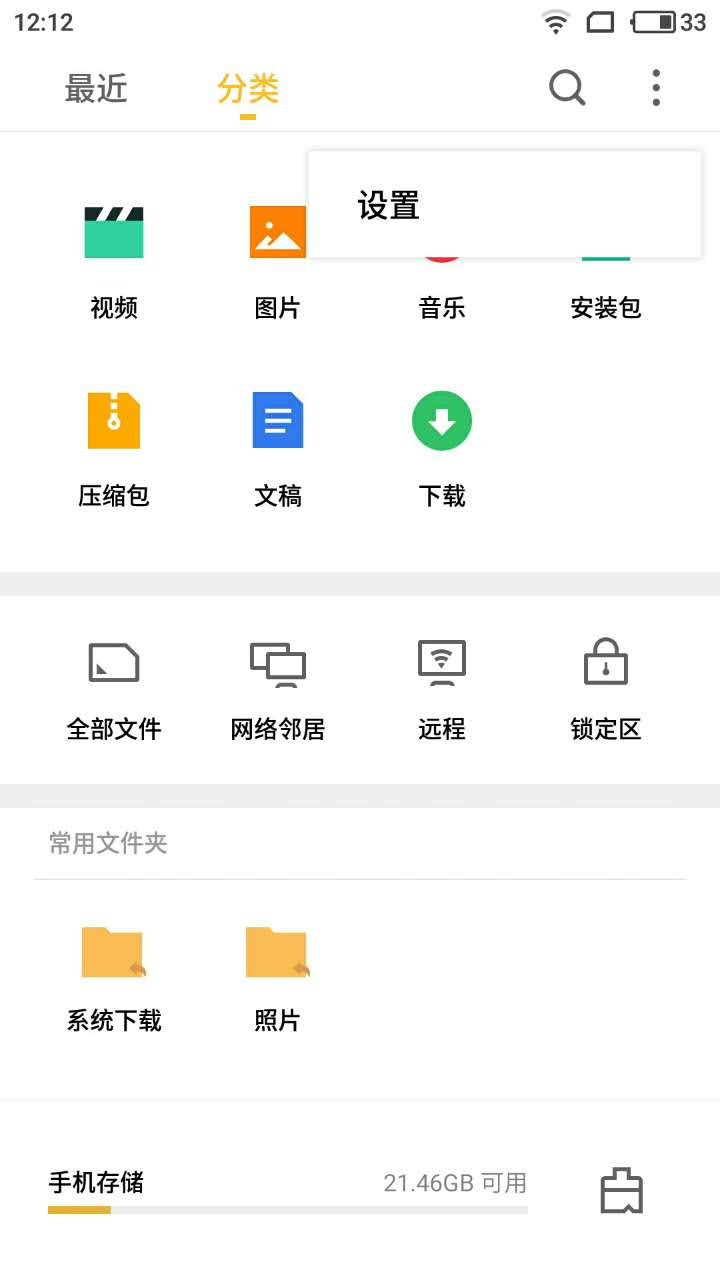 12:12
33
最近 分类
设置
视频 图片 音乐 安装包
压缩包 文稿 下载
全部文件 网络邻居 远程 锁定区
常用文件夹
系统下载 照片
手机存储 21.46GB 可用